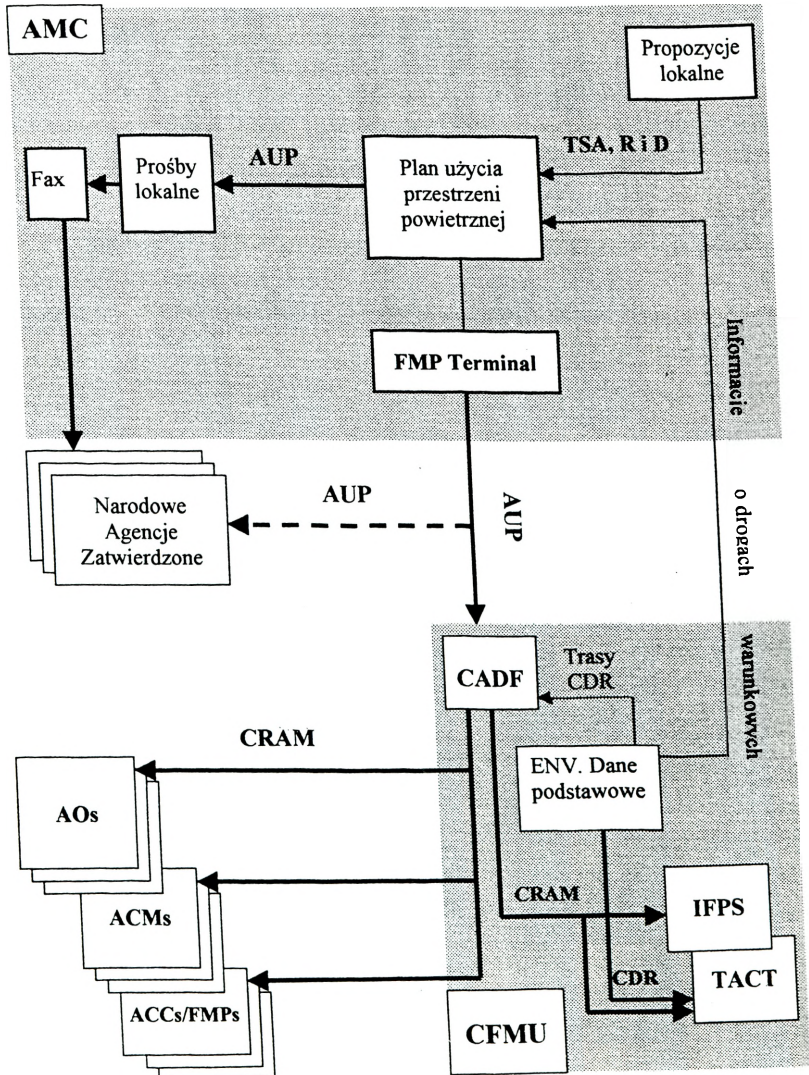 AMC
Propozycje
lokalne
TSA, R i D
AUP
Fax
Prośby
lokalne
Plan użycia
przestrzeni
powietrznej
FMP Terminal
Informacie
o drogach
warunkowych
Narodowe
Agencje
Zatwierdzone
AUP
AUP
CADF
Trasy
CDR
CRAM
ENV. Dane
podstawowe
AOs
ACMs
ACCs/FMPs
CRAM
IFPS
CDR
TACT
CFMU